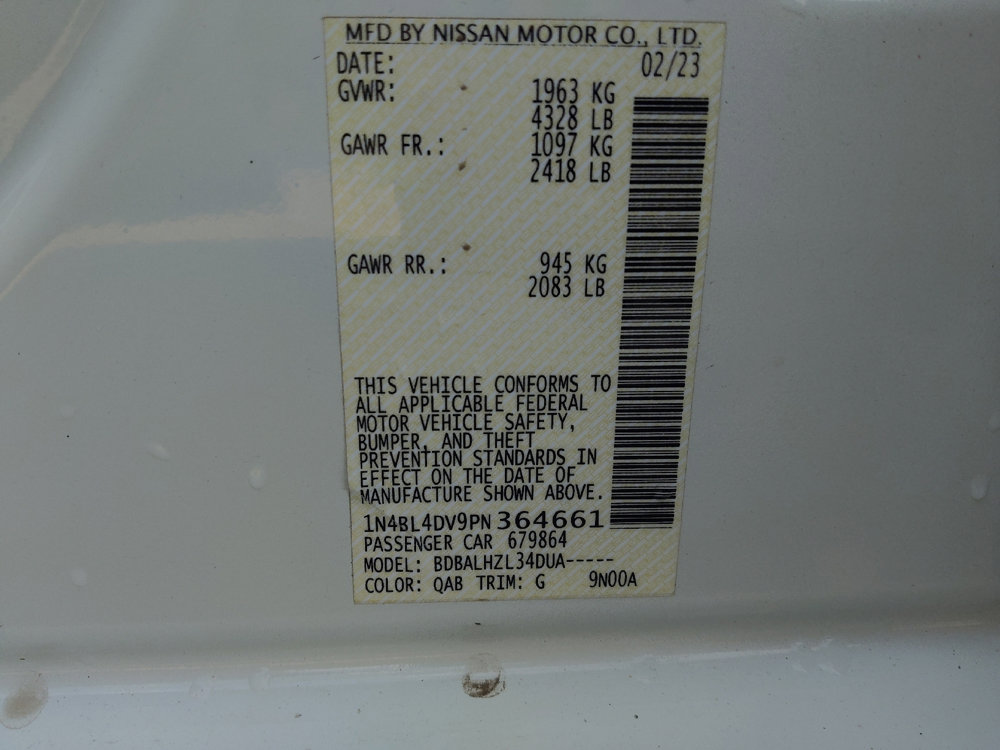 MFD BY NISSAN MOTOR CO., LTD.
DATE: 02/23
GVWR: 1963 KG
4328 LB
GAWR FR.: 1097 KG
2418 LB
GAWR RR.: 945 KG
2083 LB
THIS VEHICLE CONFORMS TO
ALL APPLICABLE FEDERAL
MOTOR VEHICLE SAFETY,
BUMPER, AND THEFT
PREVENTION STANDARDS IN
EFFECT ON THE DATE OF
MANUFACTURE SHOWN ABOVE.
1N4BL4DV9PN364661
PASSENGER CAR 679864
MODEL: BDBALHZL34DUA-----
COLOR: QAB TRIM: G 9N00A